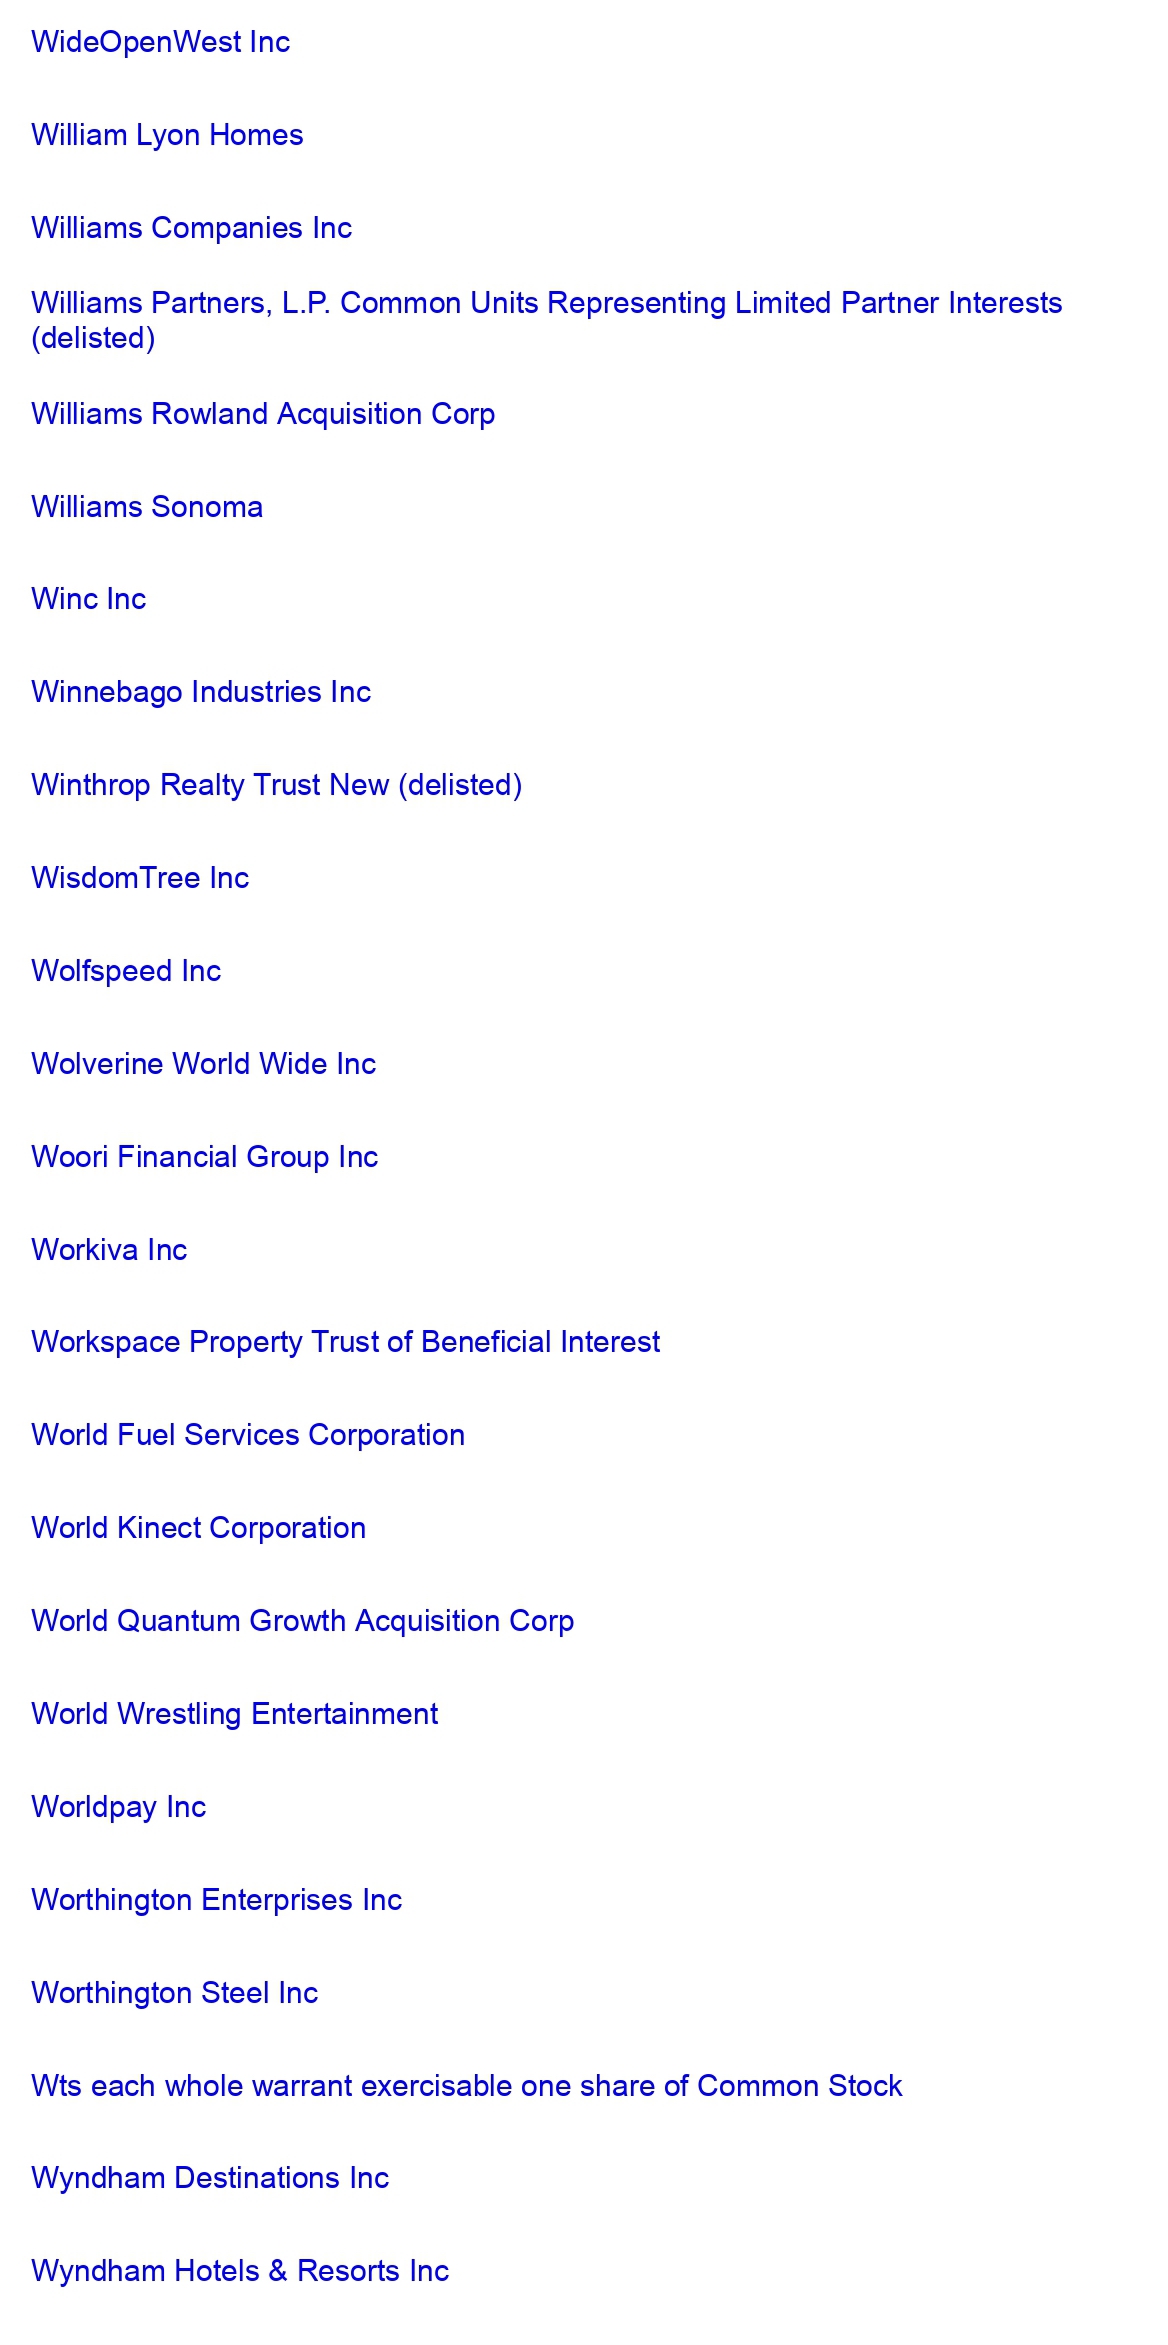 WideOpenWest Inc
William Lyon Homes
Williams Companies Inc
Williams Partners, L.P. Common Units Representing Limited Partner Interests
(delisted)
Williams Rowland Acquisition Corp
Williams Sonoma
Winc Inc
Winnebago Industries Inc
Winthrop Realty Trust New (delisted)
WisdomTree Inc
Wolfspeed Inc
Wolverine World Wide Inc
Woori Financial Group Inc
Workiva Inc
Workspace Property Trust of Beneficial Interest
World Fuel Services Corporation
World Kinect Corporation
World Quantum Growth Acquisition Corp
World Wrestling Entertainment
Worldpay Inc
Worthington Enterprises Inc
Worthington Steel Inc
Wts each whole warrant exercisable one share of Common Stock
Wyndham Destinations Inc
Wyndham Hotels & Resorts Inc